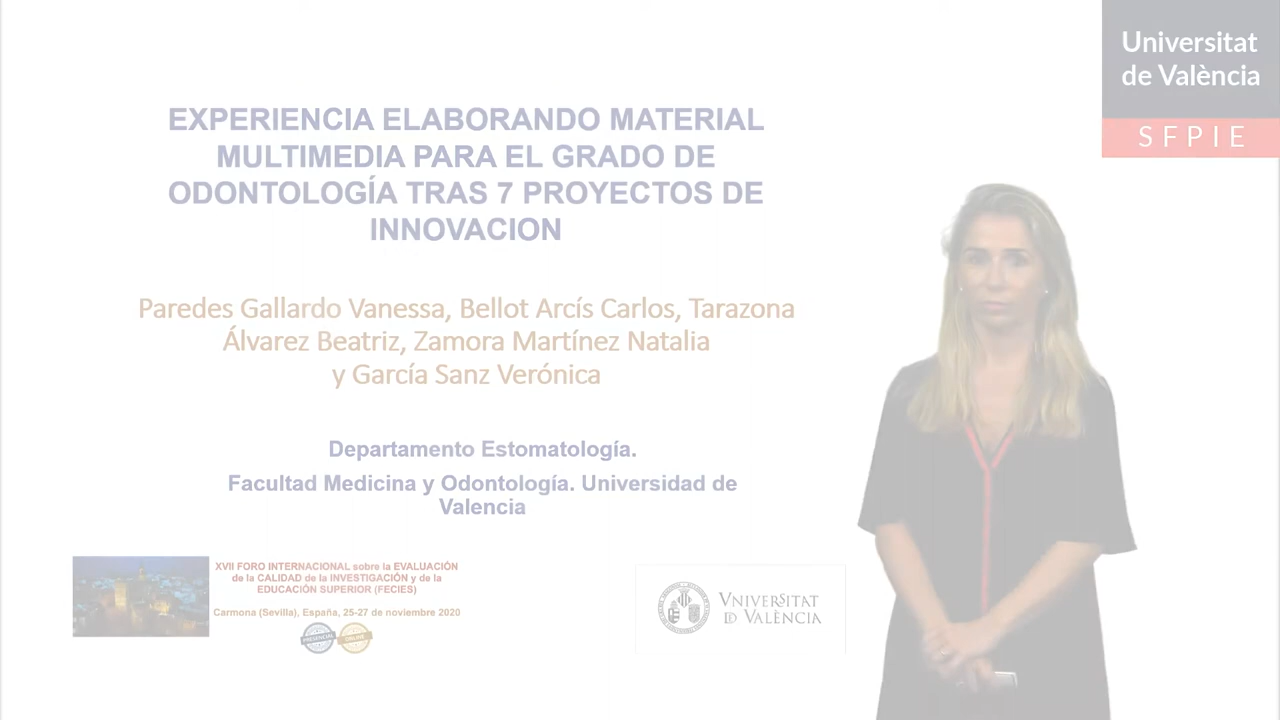 Universitat
de València
SFPIE
EXPERIENCIA ELABORANDO MATERIAL
MULTIMEDIA PARA EL GRADO DE
ODONTOLOGÍA TRAS 7 PROYECTOS DE
INNOVACION
Paredes Gallardo Vanessa, Bellot Arcís Carlos, Tarazona
Álvarez Beatriz, Zamora Martínez Natalia
y García Sanz Verónica
Departamento Estomatología.
Facultad Medicina y Odontología. Universidad de
Valencia
XVII FORO INTERNACIONAL sobre la EVALUACIÓN
de la CALIDAD de la INVESTIGACIÓN y de la
EDUCACIÓN SUPERIOR (FECIES)
Carmona (Sevilla), España, 25-27 de noviembre 2020
PRESENCIAL
ONLINE
VNIVERSITAT
DE VALÈNCIA